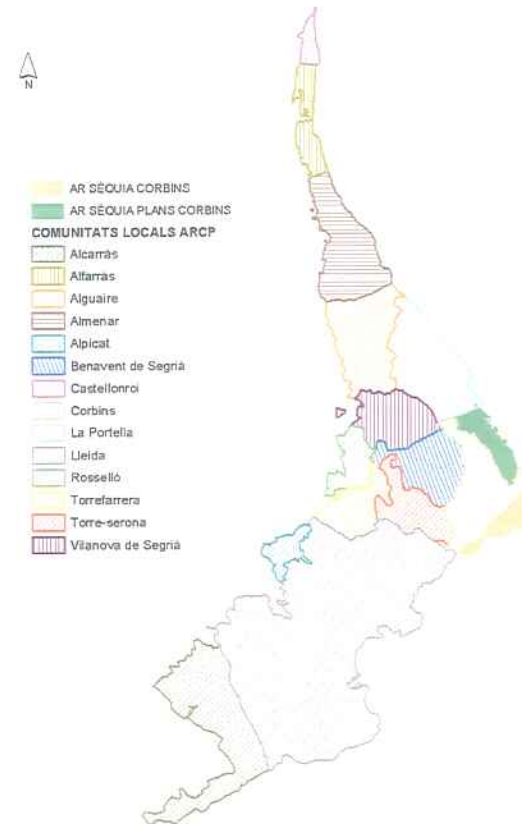 N
AR SÈQUIA CORBINS
AR SÈQUIA PLANS CORBINS
COMUNITATS LOCALS ARCP
Alcarràs
Alfarràs
Alguaire
Almenar
Alpicat
Benavent de Segrià
Castellonroi
Corbins
La Portella
Lleida
Rosselló
Torrefarrera
Torre-serona
Vilanova de Segrià